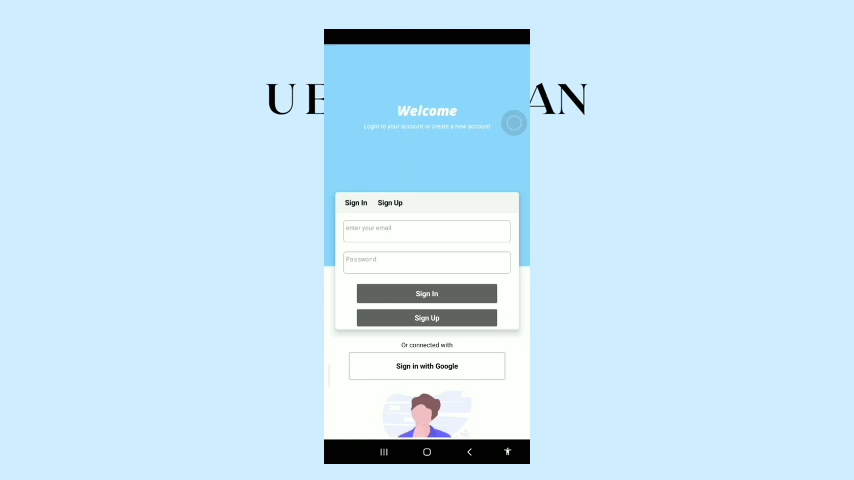 Welcome
Login to your account or create a new account
Sign In Sign Up
enter your email
Password
Sign In
Sign Up
Or connected with
Sign in with Google